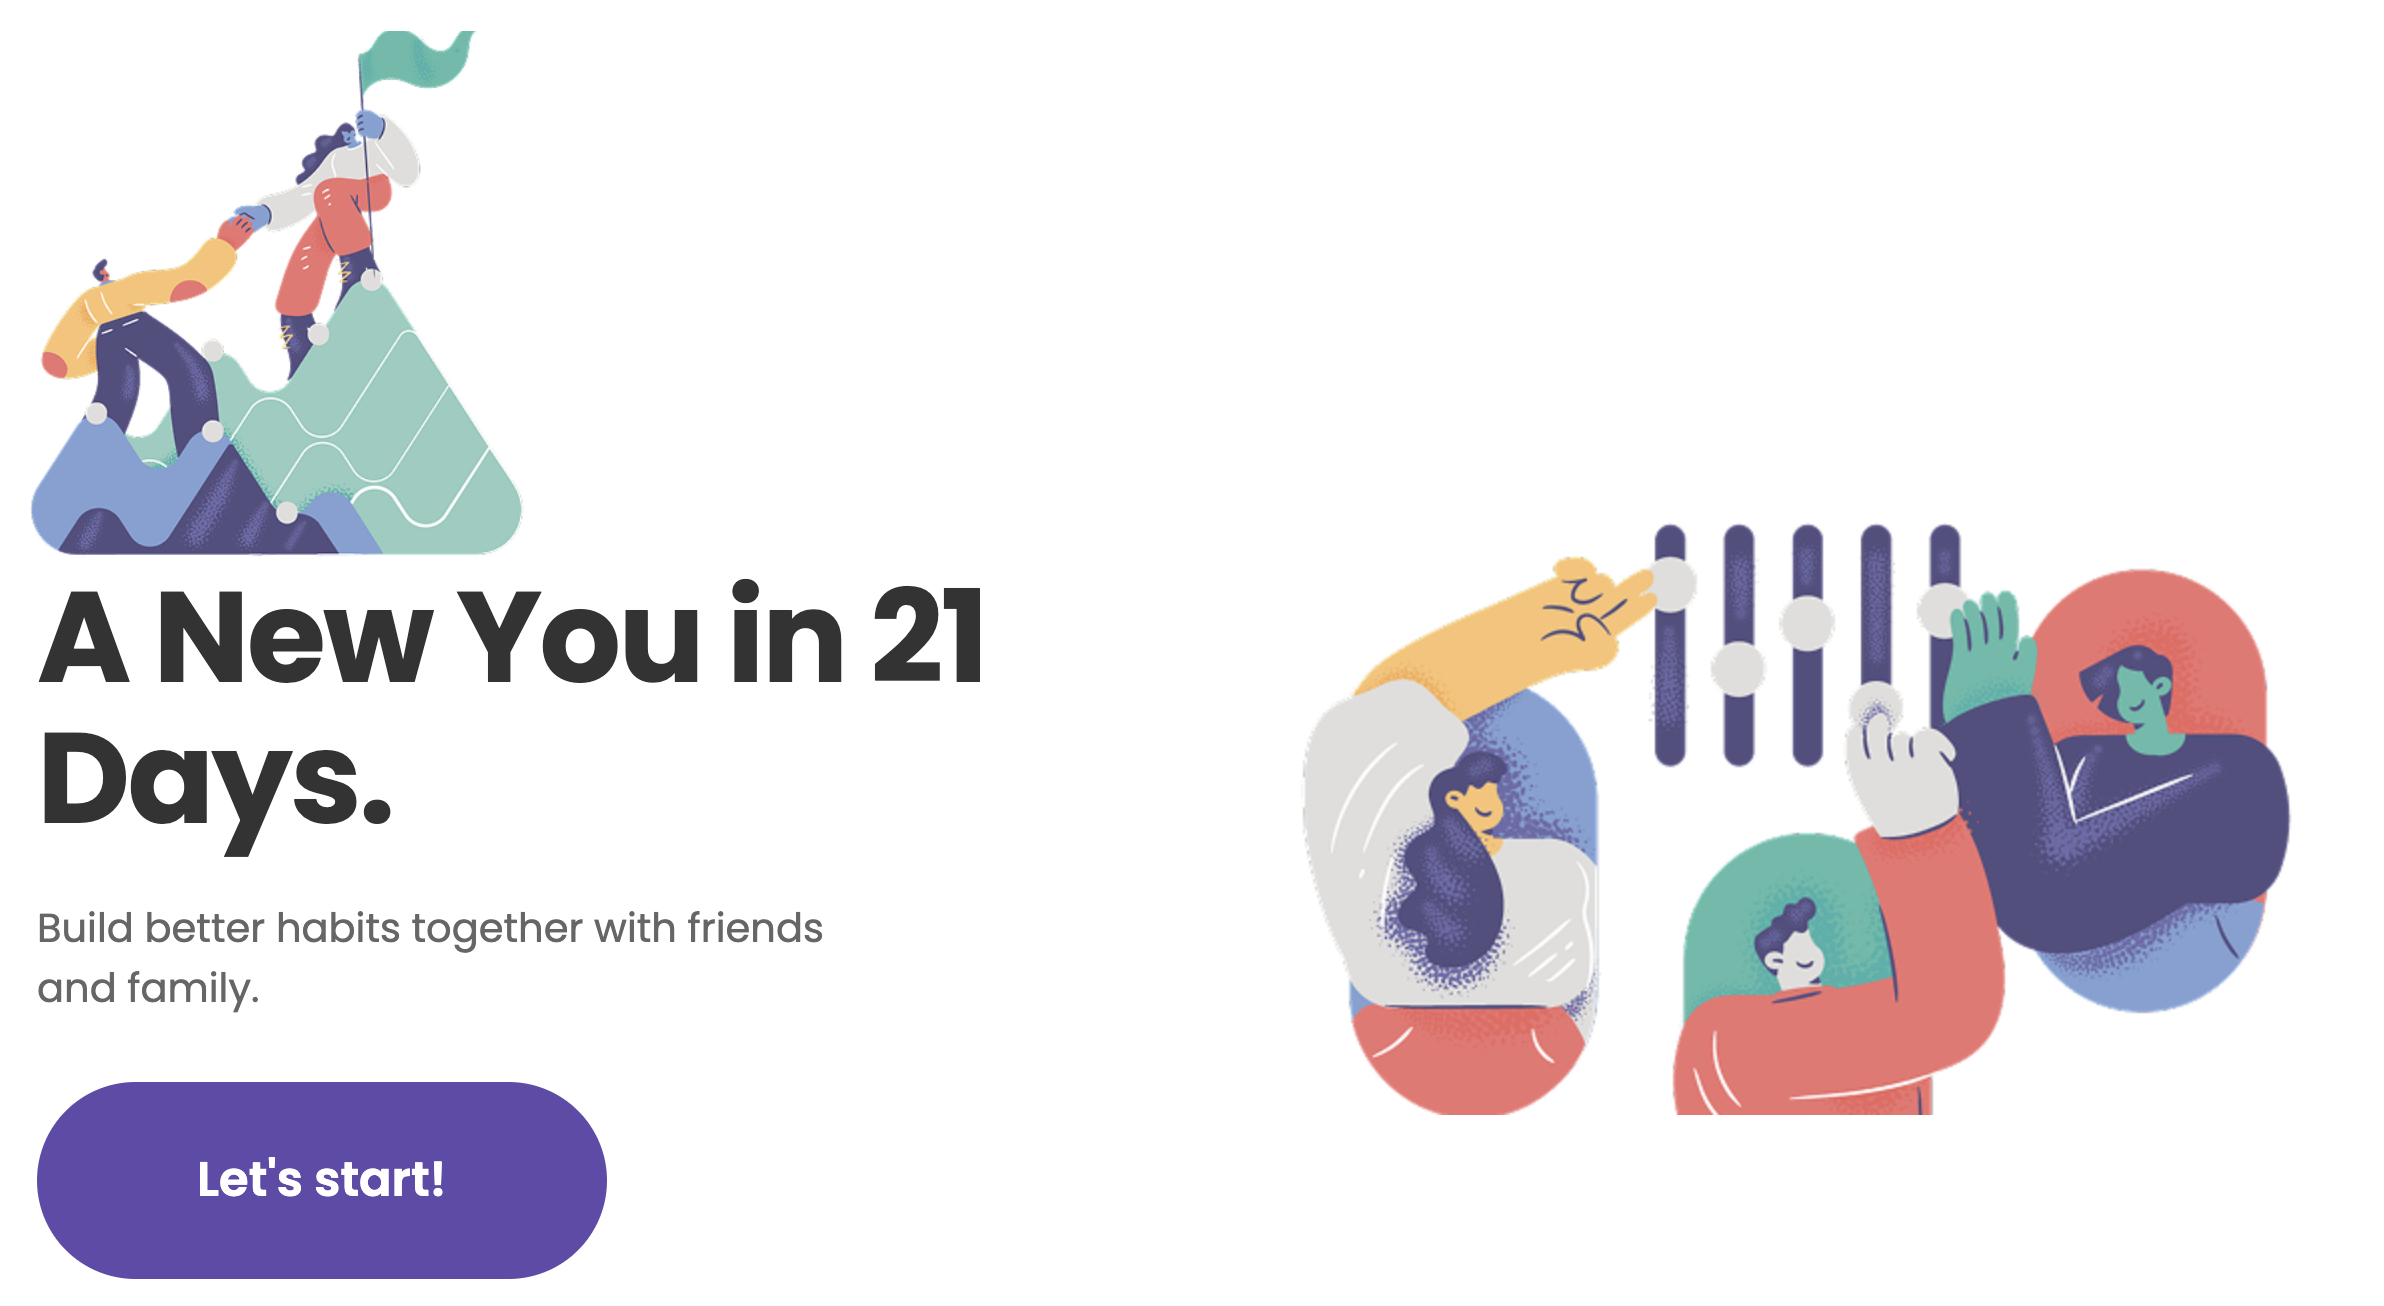 A New You in 21
Days.
Build better habits together with friends
and family.
Let's start!